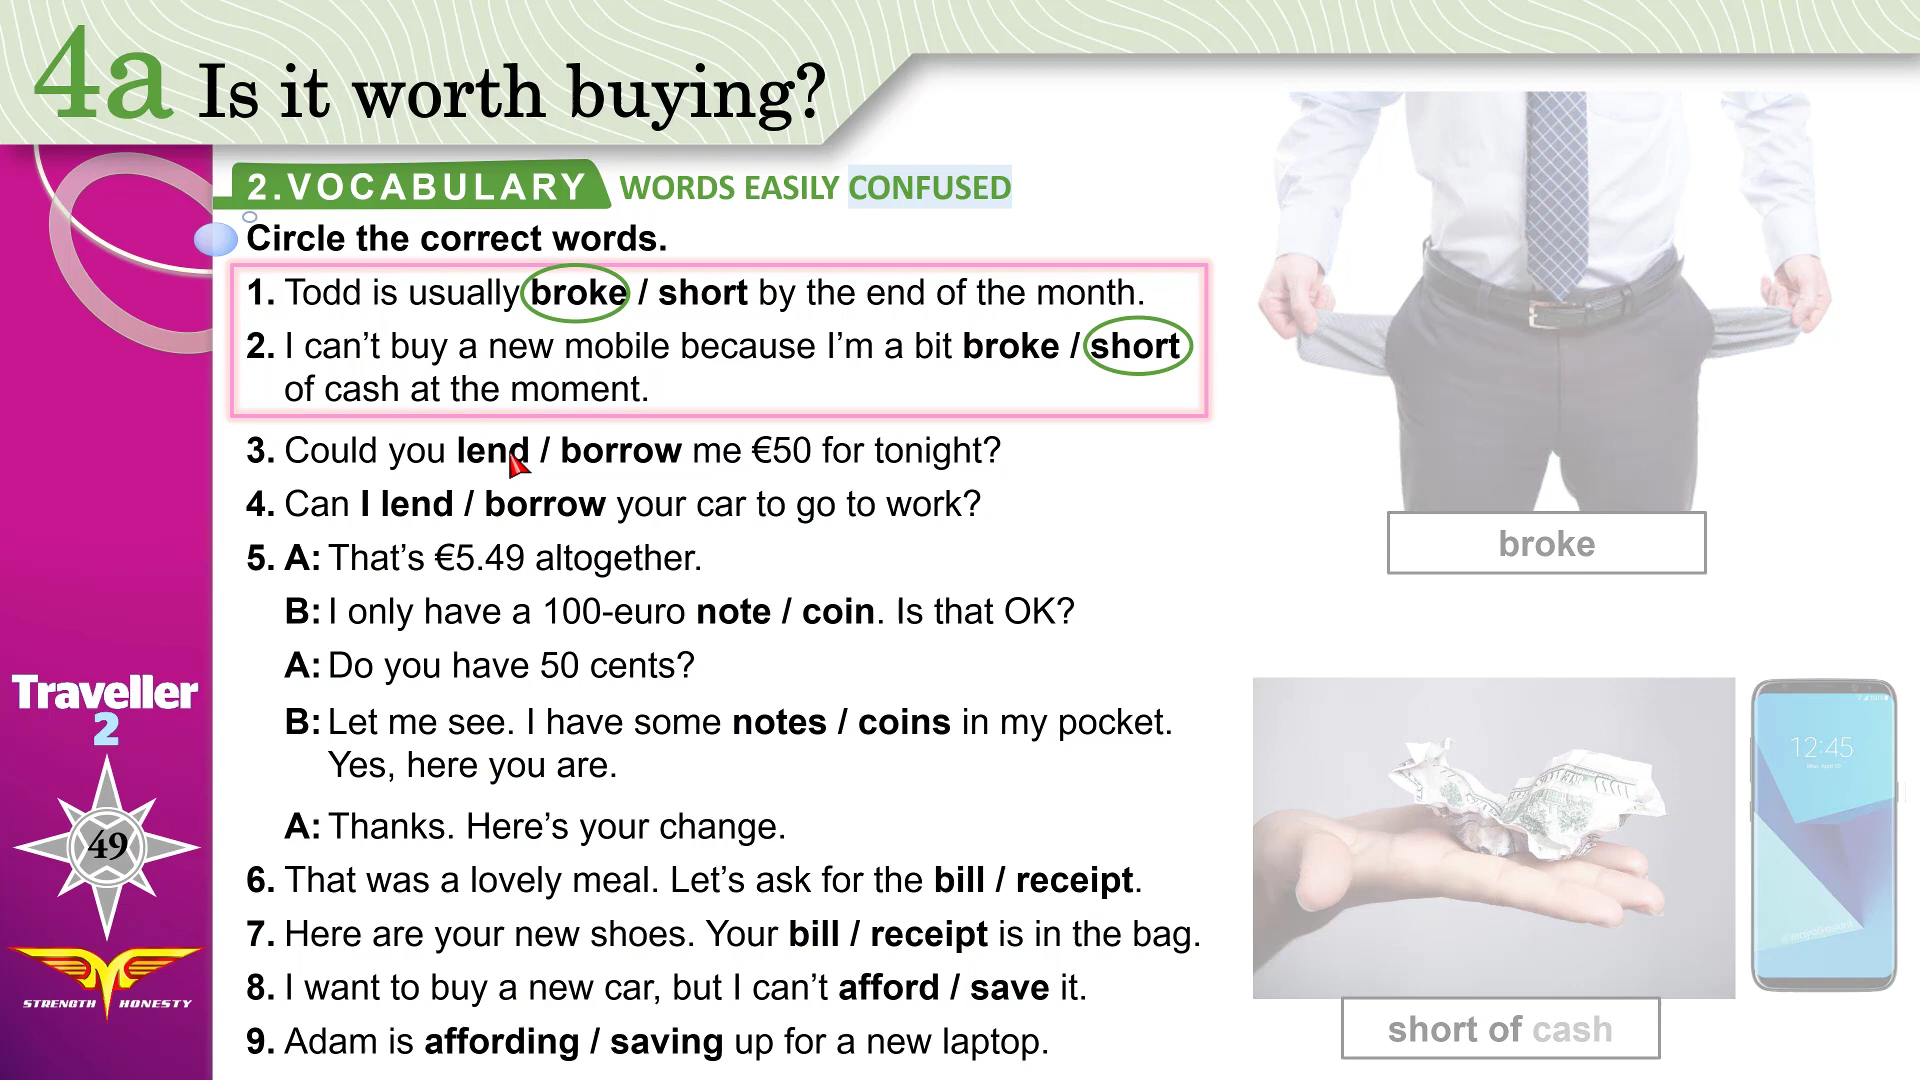 4a Is it worth buying?
2.VOCABULARY WORDS EASILY CONFUSED
Circle the correct words.
1. Todd is usually broke / short by the end of the month.
2. I can't buy a new mobile because I'm a bit broke / short
of cash at the moment.
3. Could you lend / borrow me €50 for tonight?
4. Can I lend / borrow your car to go to work?
5. A: That's €5.49 altogether.
B: I only have a 100-euro note / coin. Is that OK?
A: Do you have 50 cents?
B: Let me see. I have some notes / coins in my pocket.
Yes, here you are.
A: Thanks. Here's your change.
6. That was a lovely meal. Let's ask for the bill / receipt.
7. Here are your new shoes. Your bill / receipt is in the bag.
8. I want to buy a new car, but I can't afford / save it.
9. Adam is affording / saving up for a new laptop.
broke
12:45
short of cash
Traveller
2
49
STRENGTH HONESTY